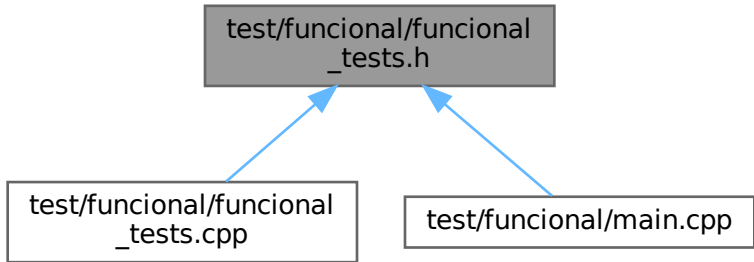 test/funcional/funcional
_tests.h
test/funcional/funcional
_tests.cpp
test/funcional/main.cpp